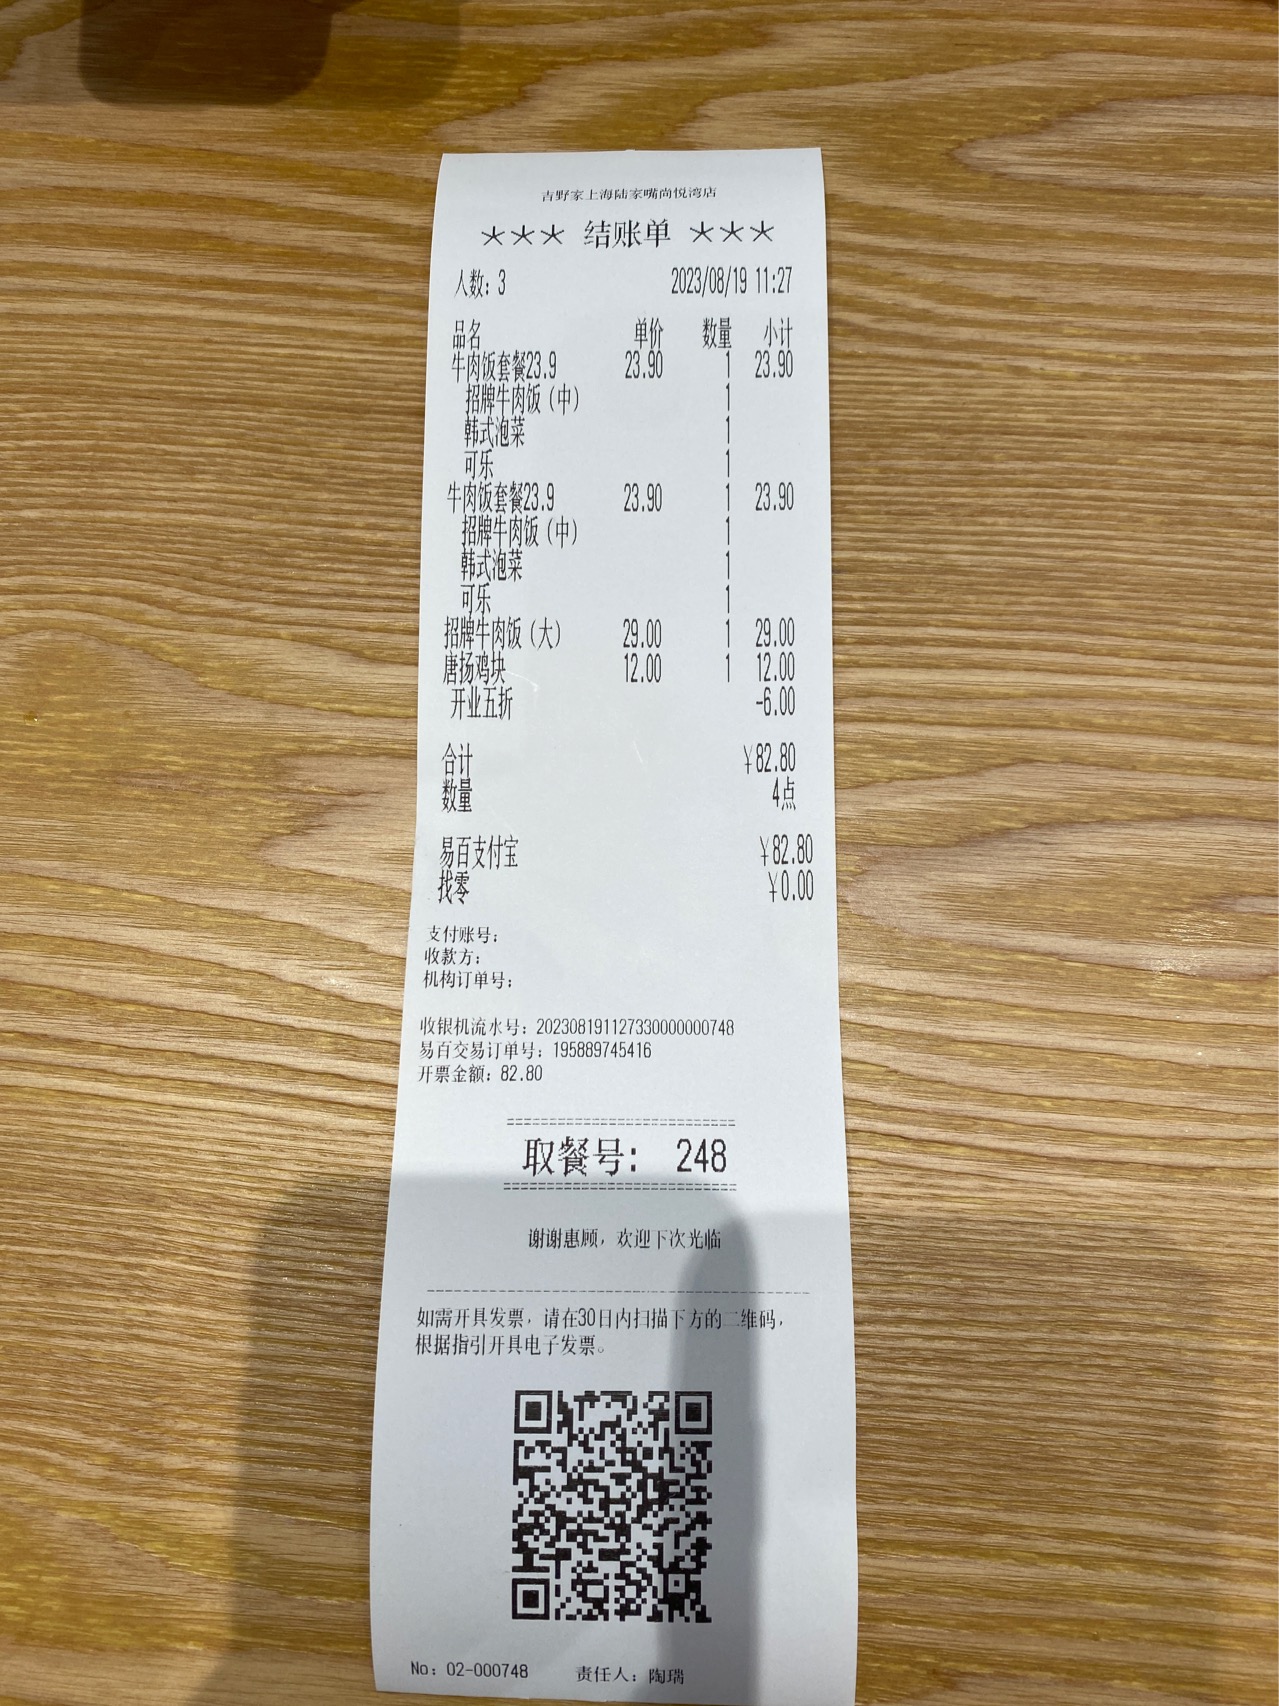 吉野家上海陆家嘴尚悦湾店
*** 结账单 ***
人数：3 2023/08/19 11:27
品名 单价 数量 小计
牛肉饭套餐23.9 23.90 1 23.90
招牌牛肉饭（中） 1
韩式泡菜 1
可乐 1
牛肉饭套餐23.9 23.90 1 23.90
招牌牛肉饭（中） 1
韩式泡菜 1
可乐 1
招牌牛肉饭（大） 29.00 1 29.00
唐扬鸡块 12.00 1 12.00
开业五折 -6.00
合计 ¥82.80
数量 4点
易百支付宝 ¥82.80
找零 ¥0.00
支付账号：
收款方：
机构订单号：
收银机流水号：202308191127330000000748
易百交易订单号：195889745416
开票金额：82.80
取餐号： 248
谢谢惠顾，欢迎下次光临
如需开具发票，请在30日内扫描下方的二维码，
根据指引开具电子发票。
No：02-000748 责任人：陶瑞